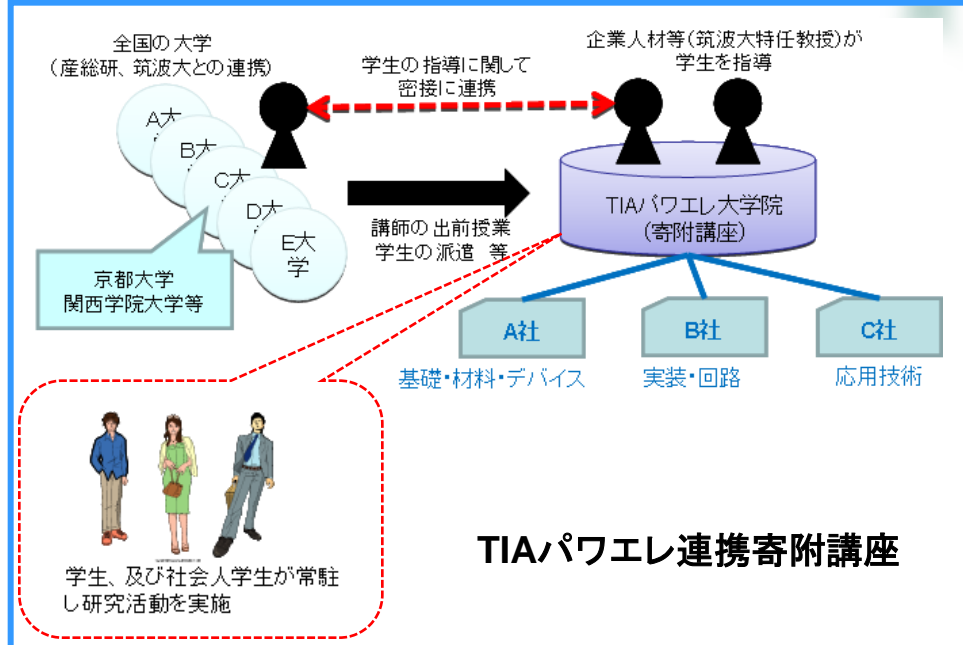 全国の大学
(産総研、筑波大との連携)
学生の指導に関して
密接に連携
企業人材等(筑波大特任教授)が
学生を指導
A大
B大
C大
D大
E大
学
京都大学
関西学院大学等
講師の出前授業
学生の派遣 等
TIAパワエレ大学院
(寄附講座)
A社
B社
C社
基礎・材料・デバイス
実装・回路
応用技術
学生、及び社会人学生が常駐
し研究活動を実施
TIAパワエレ連携寄附講座